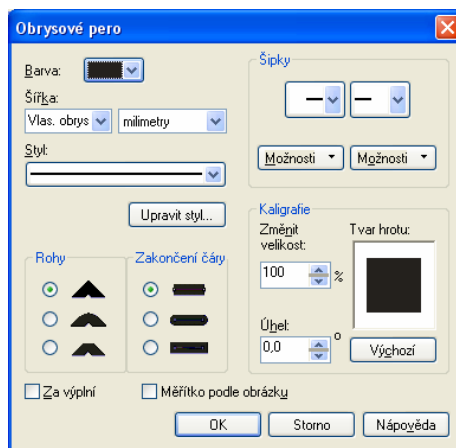 Obrysové pero
Barva:
Šířka:
Vlas. obrys milimetry
Styl:
Upravit styl...
Šipky
Možnosti Možnosti
Rohy
Zakončení čáry
Kaligrafie
Změnit velikost:
100 %
Úhel:
0,0 °
Tvar hrotu:
Výchozí
Za výplní
Měřítko podle obrázku
OK Storno Nápověda